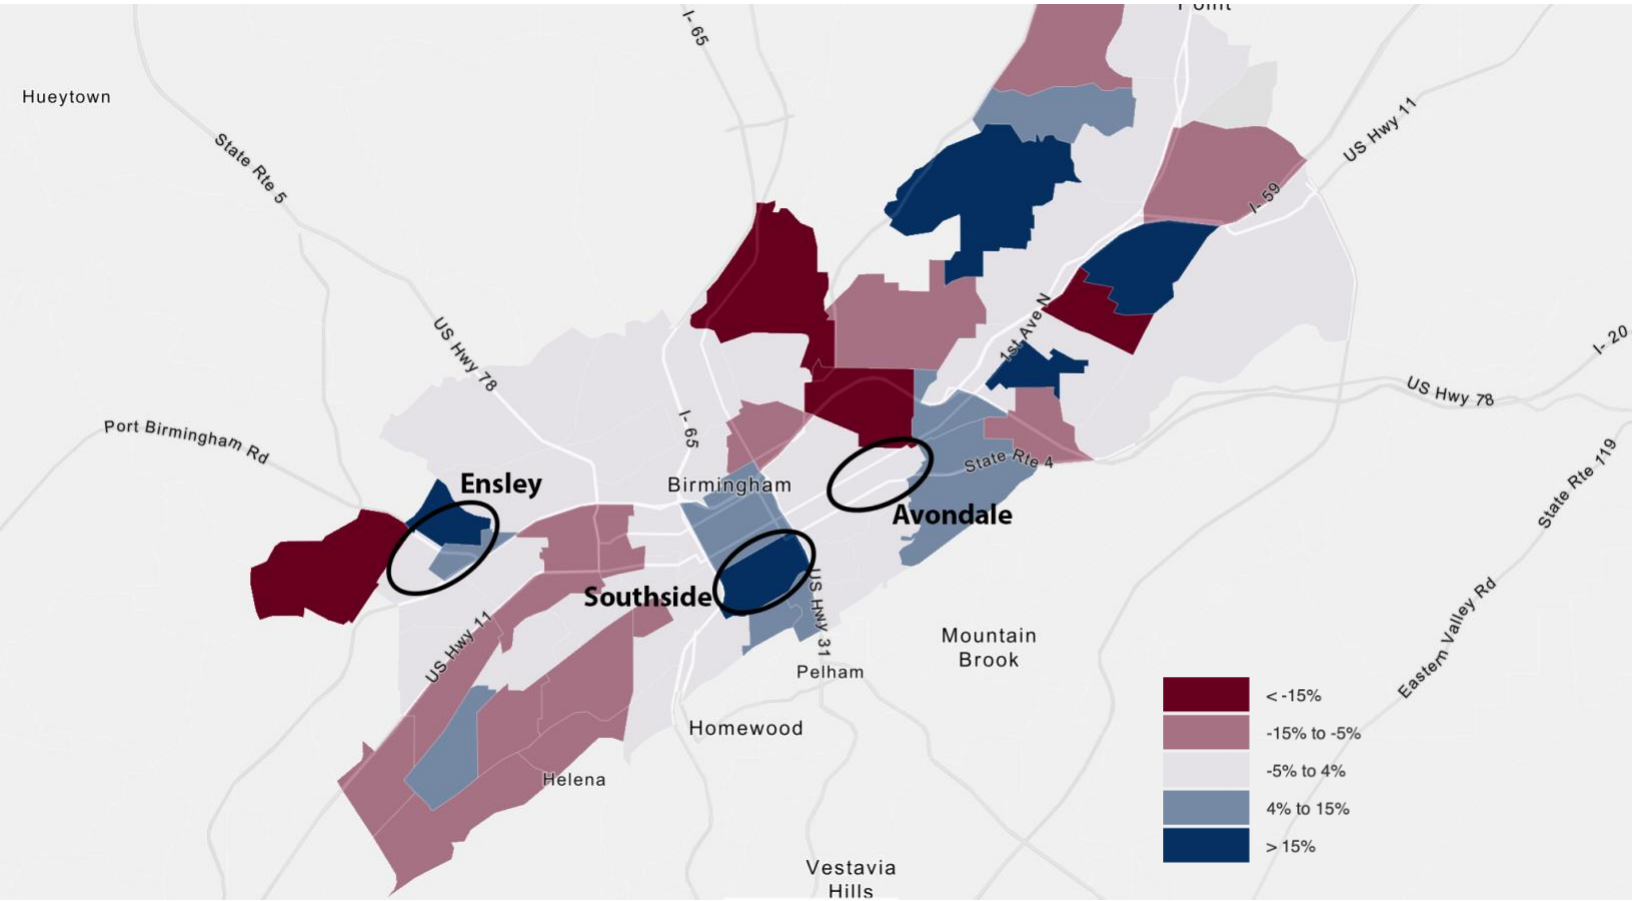 Point
I- 65
Hueytown
US Hwy 11
State Rte 5
I- 59
1st Ave N
US Hwy 78
I- 20
US Hwy 78
I- 65
Port Birmingham Rd
State Rte 4
State Rte 119
Ensley
Birmingham
Avondale
Southside
US Hwy 31
US Hwy 11
Mountain
Brook
Eastern Valley Rd
Pelham
Homewood
Helena
Vestavia
Hills
< -15%
-15% to -5%
-5% to 4%
4% to 15%
> 15%